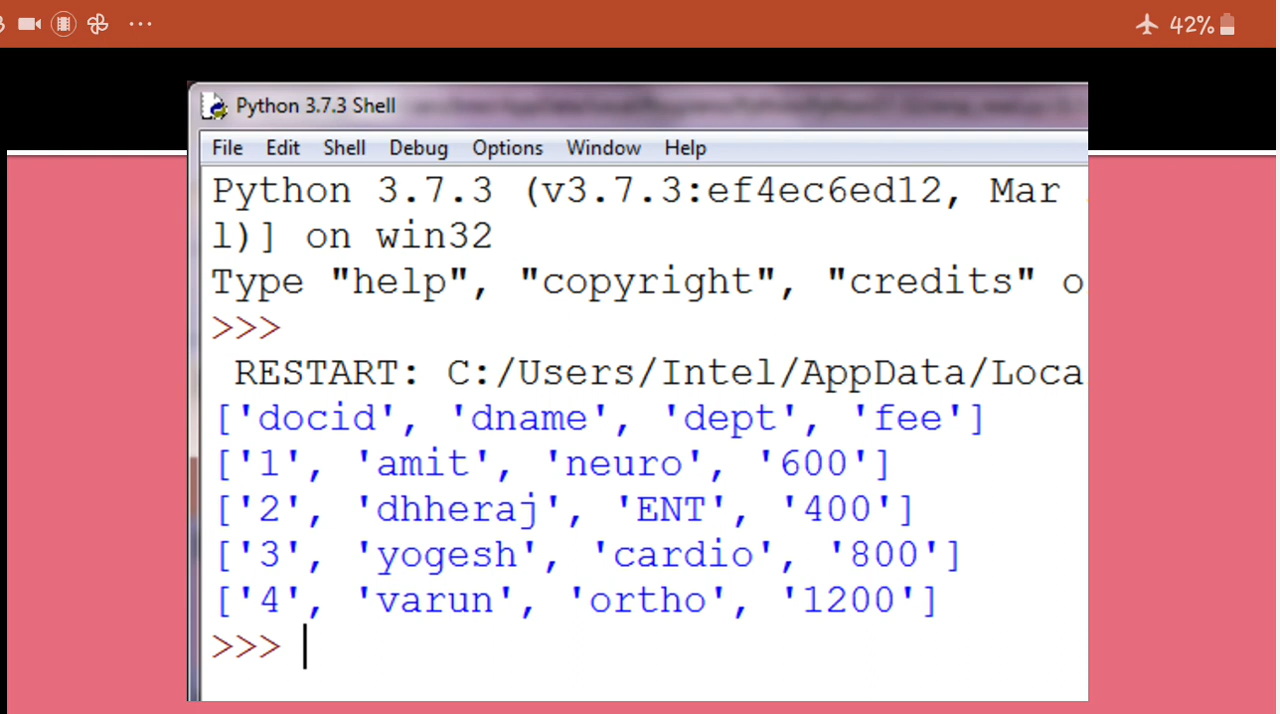 42%
Python 3.7.3 Shell
File Edit Shell Debug Options Window Help
Python 3.7.3 (v3.7.3:ef4ec6ed12, Mar
l)] on win32
Type "help", "copyright", "credits" o
>>>
RESTART: C:/Users/Intel/AppData/Loca
['docid', 'dname', 'dept', 'fee']
['1', 'amit', 'neuro', '600']
['2', 'dhheraj', 'ENT', '400']
['3', 'yogesh', 'cardio', '800']
['4', 'varun', 'ortho', '1200']
>>>